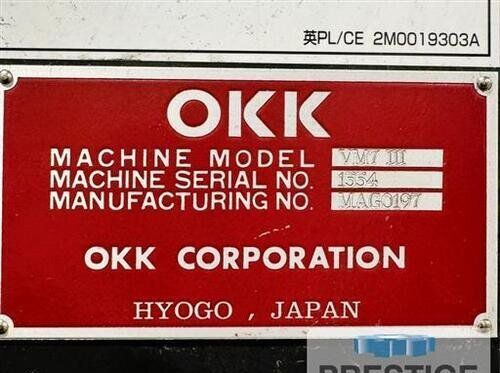 英PL/CE 2M0019303A
OKK
MACHINE MODEL VM7 III
MACHINE SERIAL NO. 1554
MANUFACTURING NO. MAG0197
OKK CORPORATION
HYOGO , JAPAN
PRESTIGE